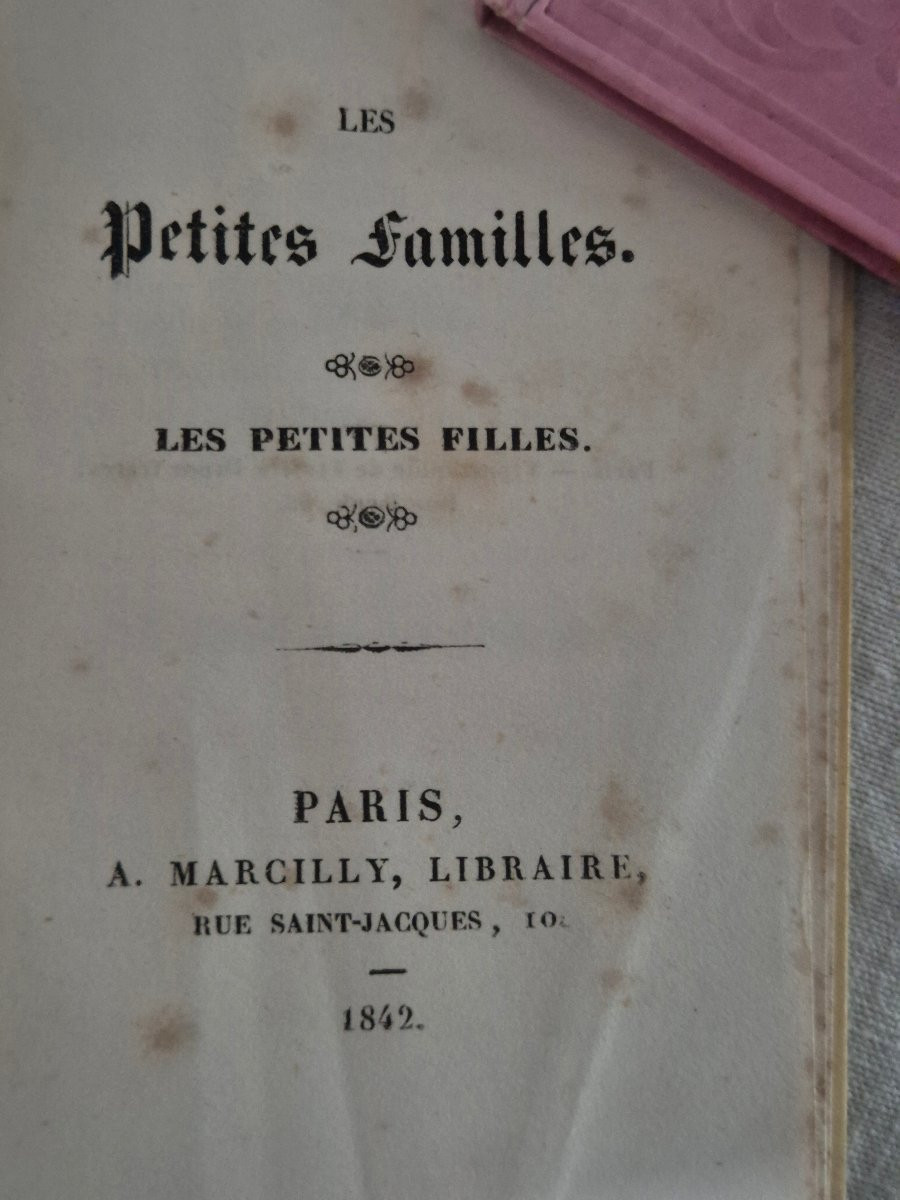 LES
Petites Familles.
LES PETITES FILLES.
PARIS,
A. MARCILLY, LIBRAIRE,
RUE SAINT-JACQUES,
1842.